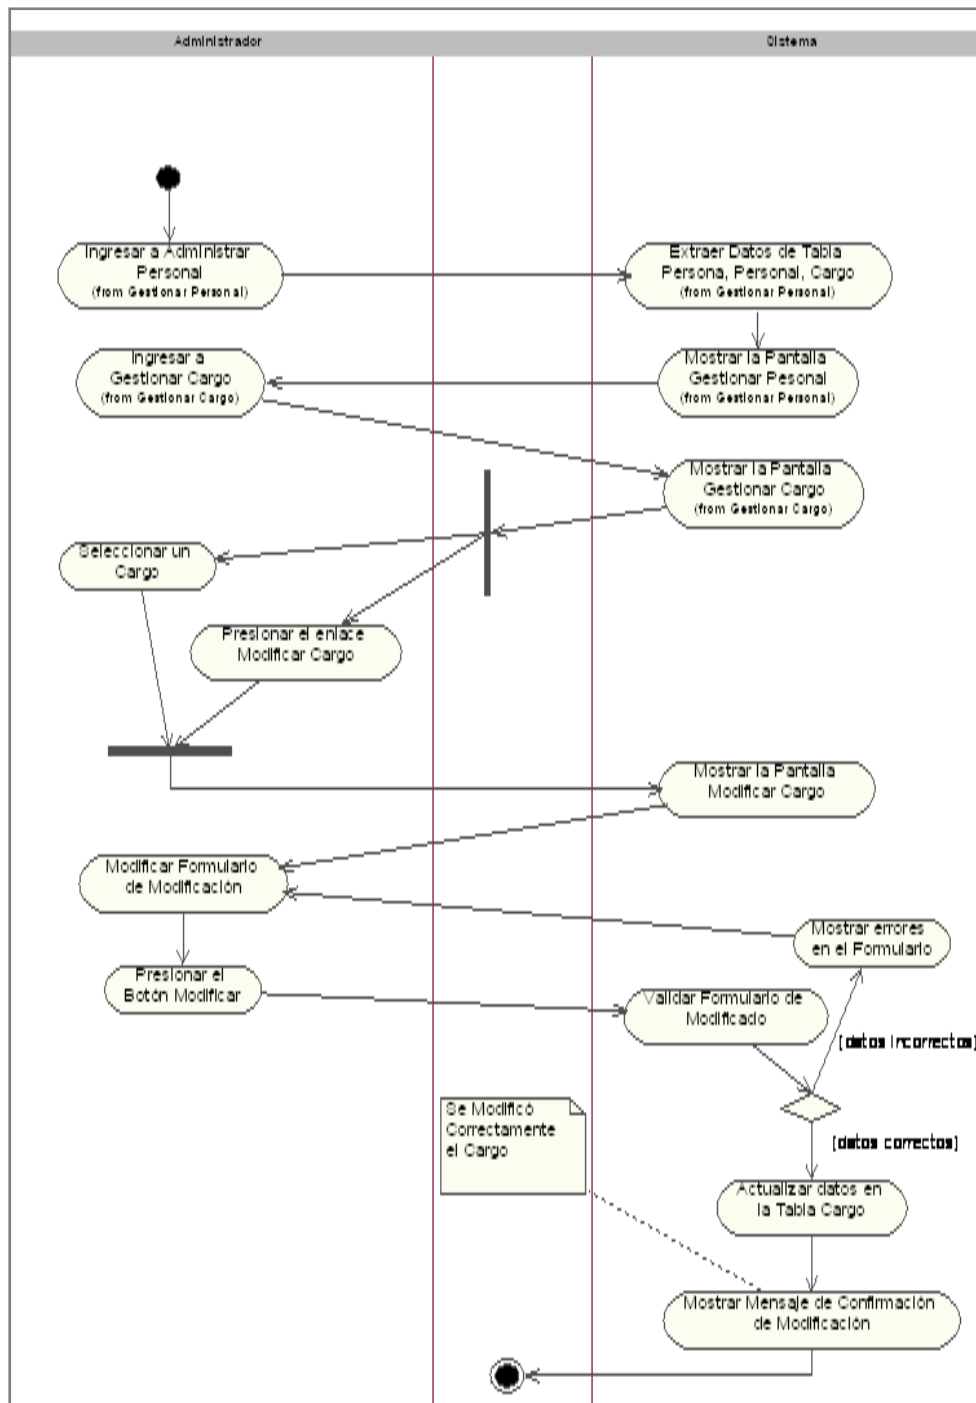 Administrador
Sistema
Ingresar a Administrar
Personal
(from Gestionar Personal)
Extraer Datos de Tabla
Persona, Personal, Cargo
(from Gestionar Personal)
Ingresar a
Gestionar Cargo
(from Gestionar Cargo)
Mostrar la Pantalla
Gestionar Pesonal
(from Gestionar Personal)
Mostrar la Pantalla
Gestionar Cargo
(from Gestionar Cargo)
Seleccionar un
Cargo
Presionar el enlace
Modificar Cargo
Mostrar la Pantalla
Modificar Cargo
Modificar Formulario
de Modificación
Mostrar errores
en el Formulario
Presionar el
Botón Modificar
Validar Formulario de
Modificado
[datos incorrectos]
Se Modificó
Correctamente
el Cargo
[datos correctos]
Actualizar datos en
la Tabla Cargo
Mostrar Mensaje de Confirmación
de Modificación